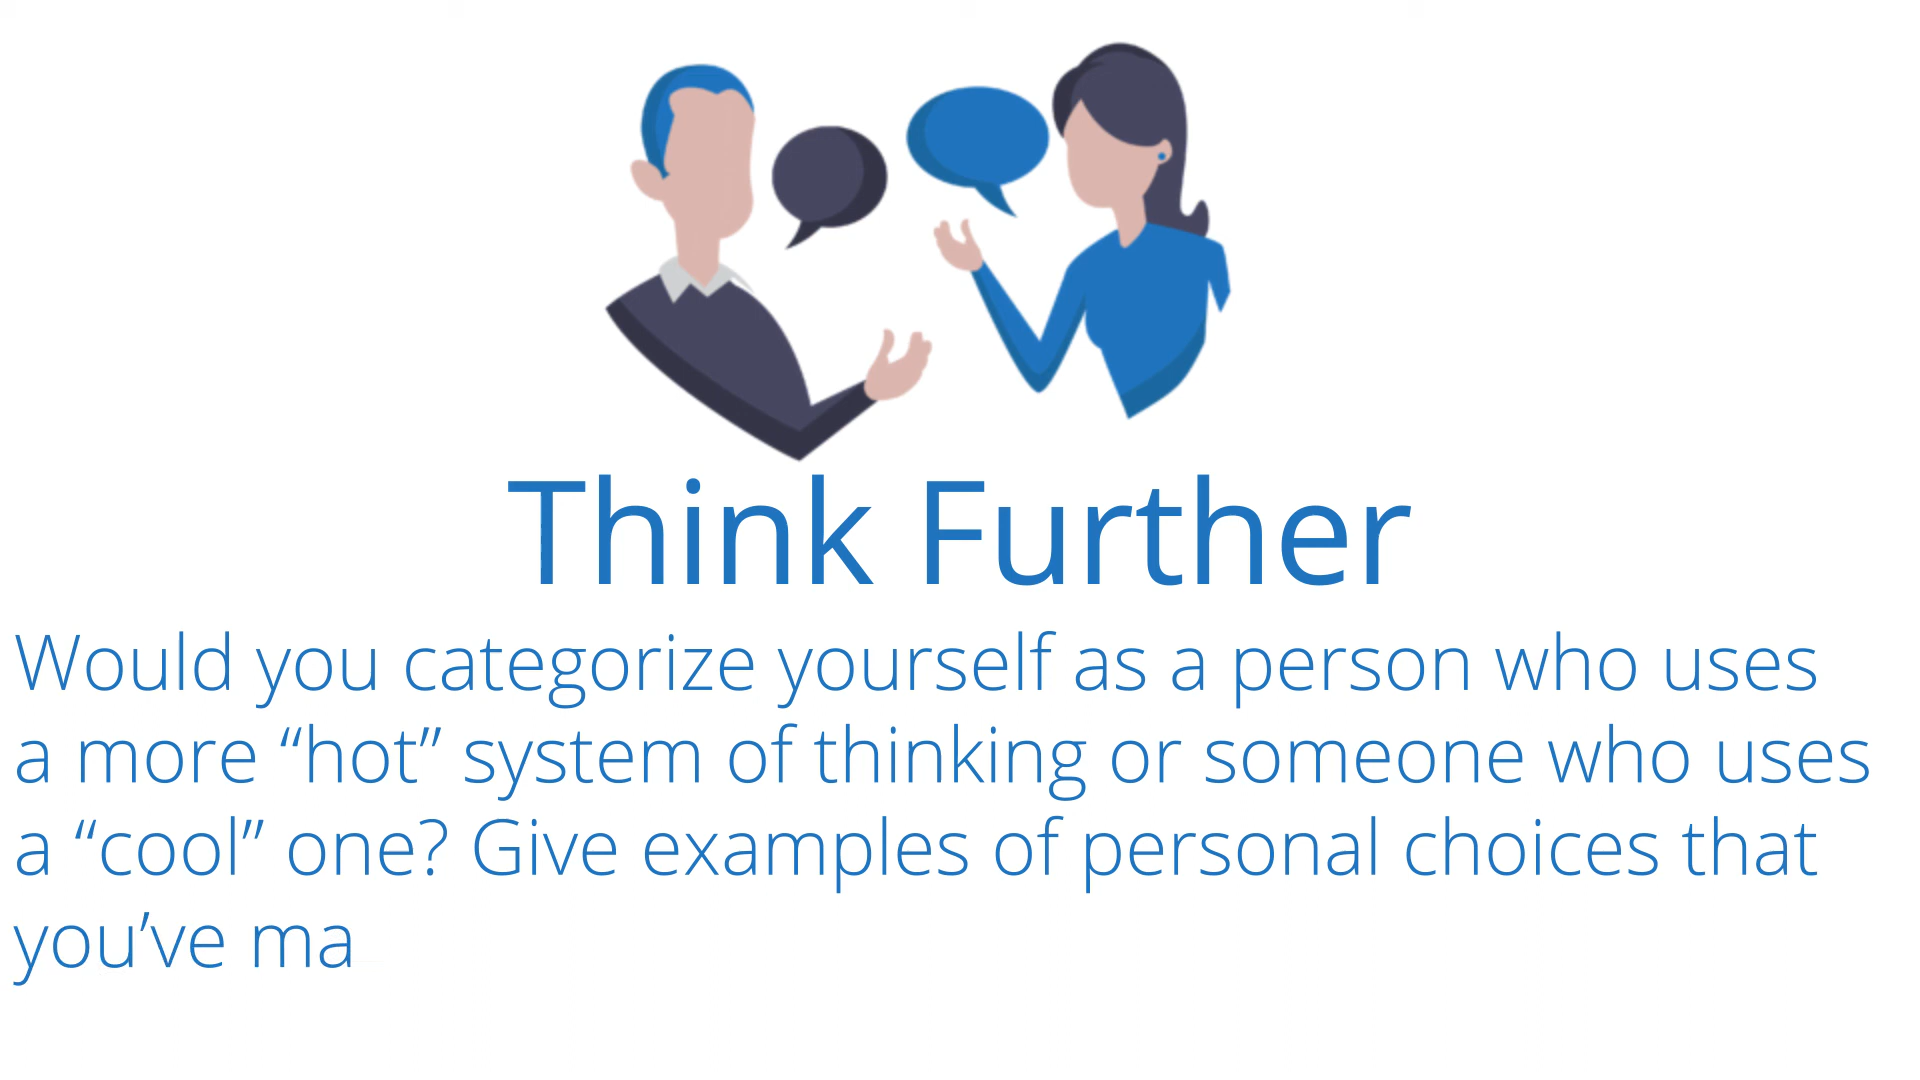 Think Further
Would you categorize yourself as a person who uses
a more “hot” system of thinking or someone who uses
a “cool” one? Give examples of personal choices that
you’ve ma